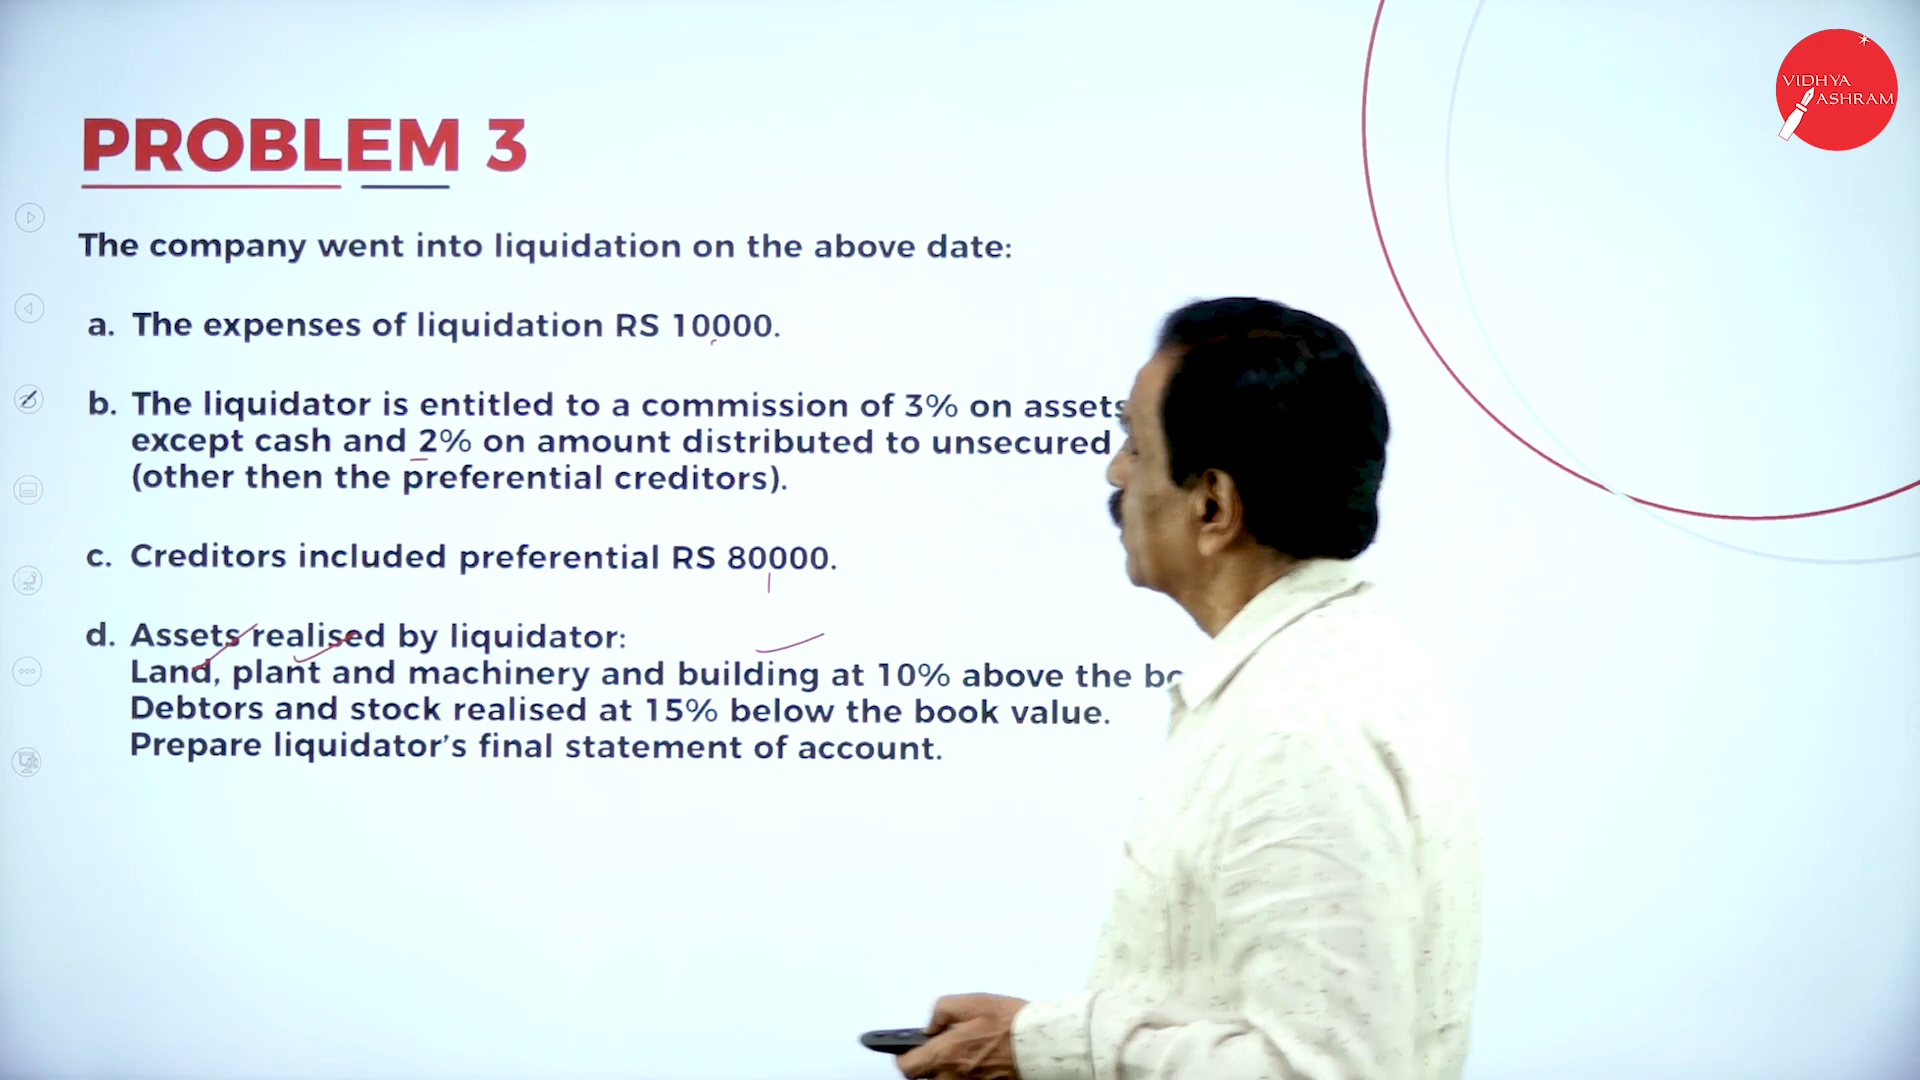 VIDHYA
ASHRAM
PROBLEM 3
The company went into liquidation on the above date:
a. The expenses of liquidation RS 10000.
b. The liquidator is entitled to a commission of 3% on assets
except cash and 2% on amount distributed to unsecured
(other then the preferential creditors).
c. Creditors included preferential RS 80000.
d. Assets realised by liquidator:
Land, plant and machinery and building at 10% above the
Debtors and stock realised at 15% below the book value.
Prepare liquidator's final statement of account.